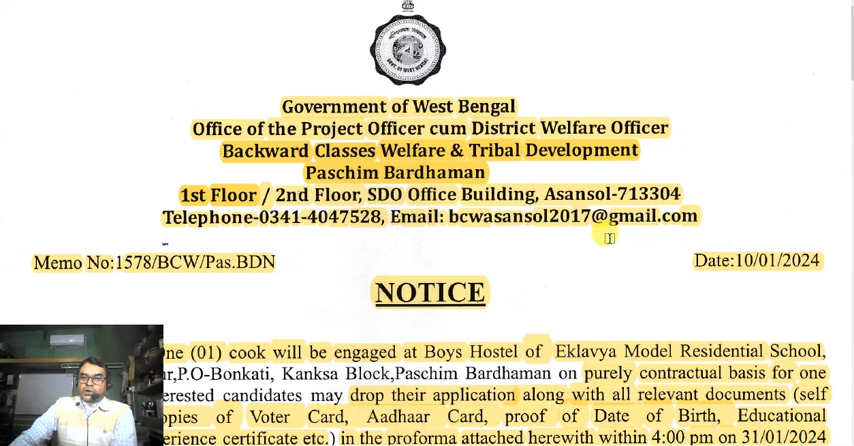 Government of West Bengal
Office of the Project Officer cum District Welfare Officer
Backward Classes Welfare & Tribal Development
Paschim Bardhaman
1st Floor / 2nd Floor, SDO Office Building, Asansol-713304
Telephone-0341-4047528, Email: bcwasansol2017@gmail.com
Memo No:1578/BCW/Pas.BDN Date:10/01/2024
NOTICE
One (01) cook will be engaged at Boys Hostel of Eklavya Model Residential School,
P.O-Bonkati, Kanksa Block,Paschim Bardhaman on purely contractual basis for one
candidates may drop their application along with all relevant documents (self
of Voter Card, Aadhaar Card, proof of Date of Birth, Educational
certificate etc.) in the proforma attached herewith within 4:00 pm on 31/01/2024